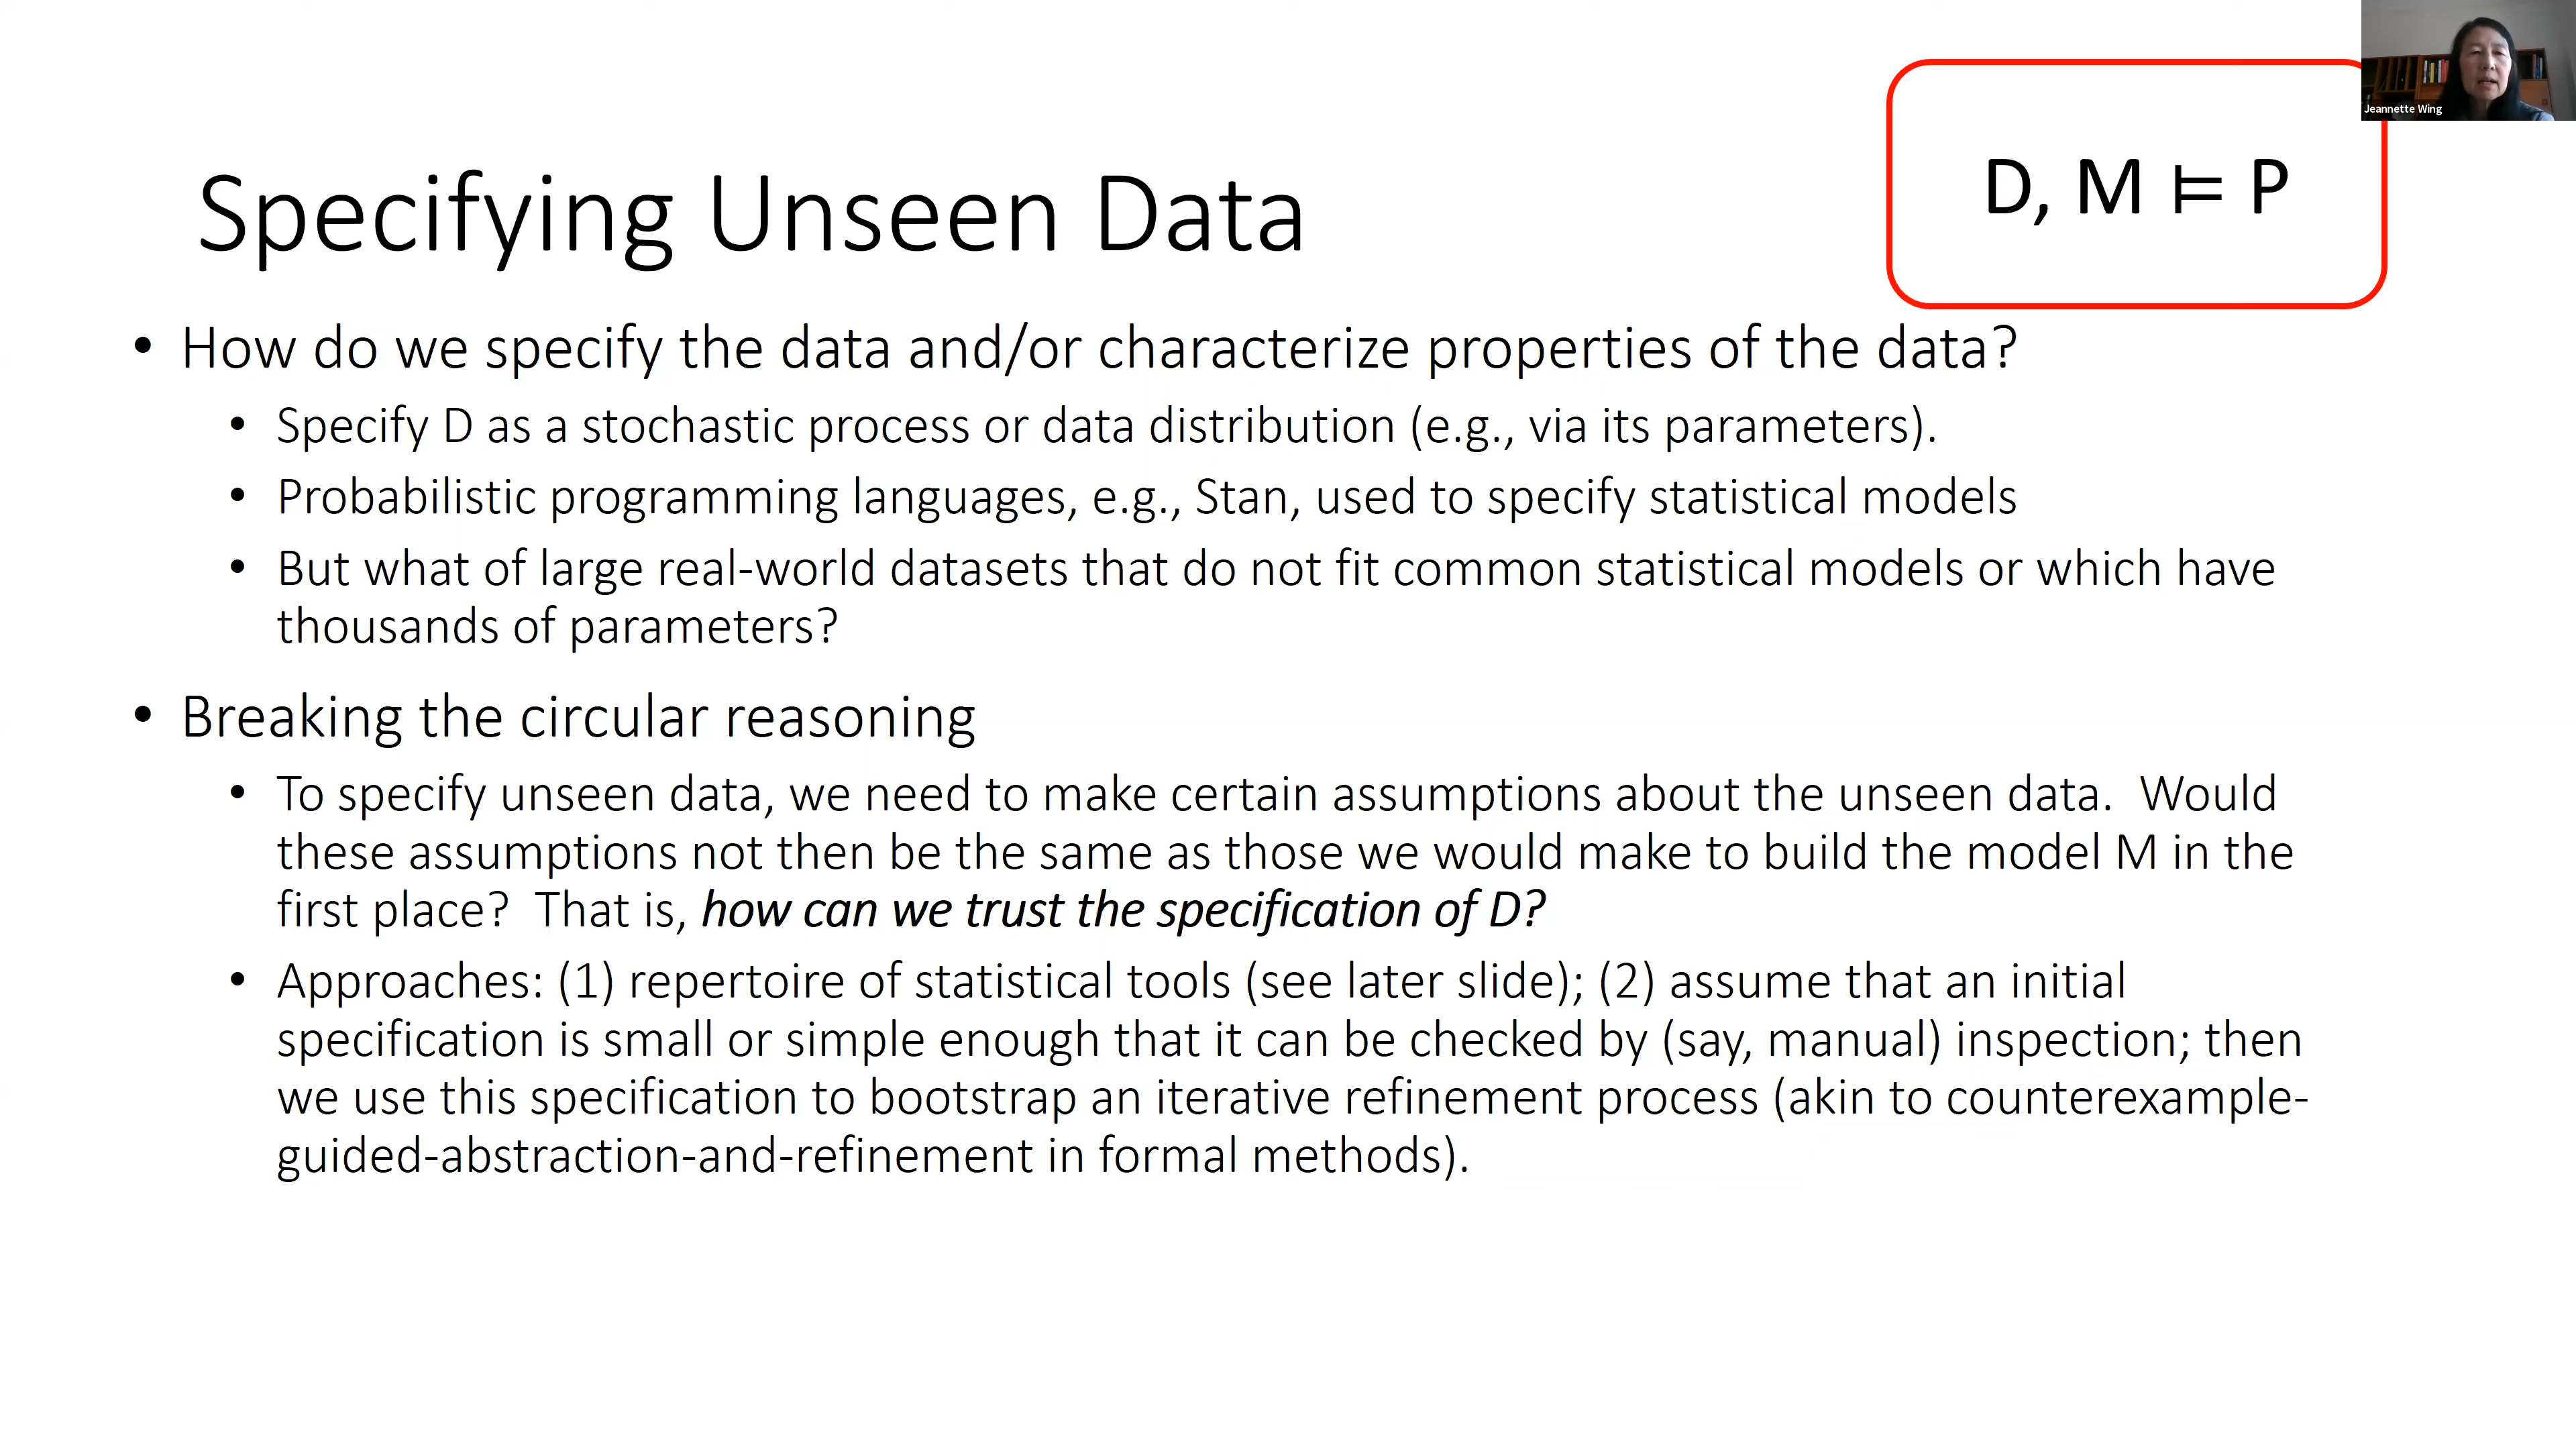 Jeannette Wing
D, M ⊨ P
Specifying Unseen Data
• How do we specify the data and/or characterize properties of the data?
• Specify D as a stochastic process or data distribution (e.g., via its parameters).
• Probabilistic programming languages, e.g., Stan, used to specify statistical models
• But what of large real-world datasets that do not fit common statistical models or which have
thousands of parameters?
• Breaking the circular reasoning
• To specify unseen data, we need to make certain assumptions about the unseen data.  Would
these assumptions not then be the same as those we would make to build the model M in the
first place?  That is, how can we trust the specification of D?
• Approaches: (1) repertoire of statistical tools (see later slide); (2) assume that an initial
specification is small or simple enough that it can be checked by (say, manual) inspection; then
we use this specification to bootstrap an iterative refinement process (akin to counterexample-
guided-abstraction-and-refinement in formal methods).